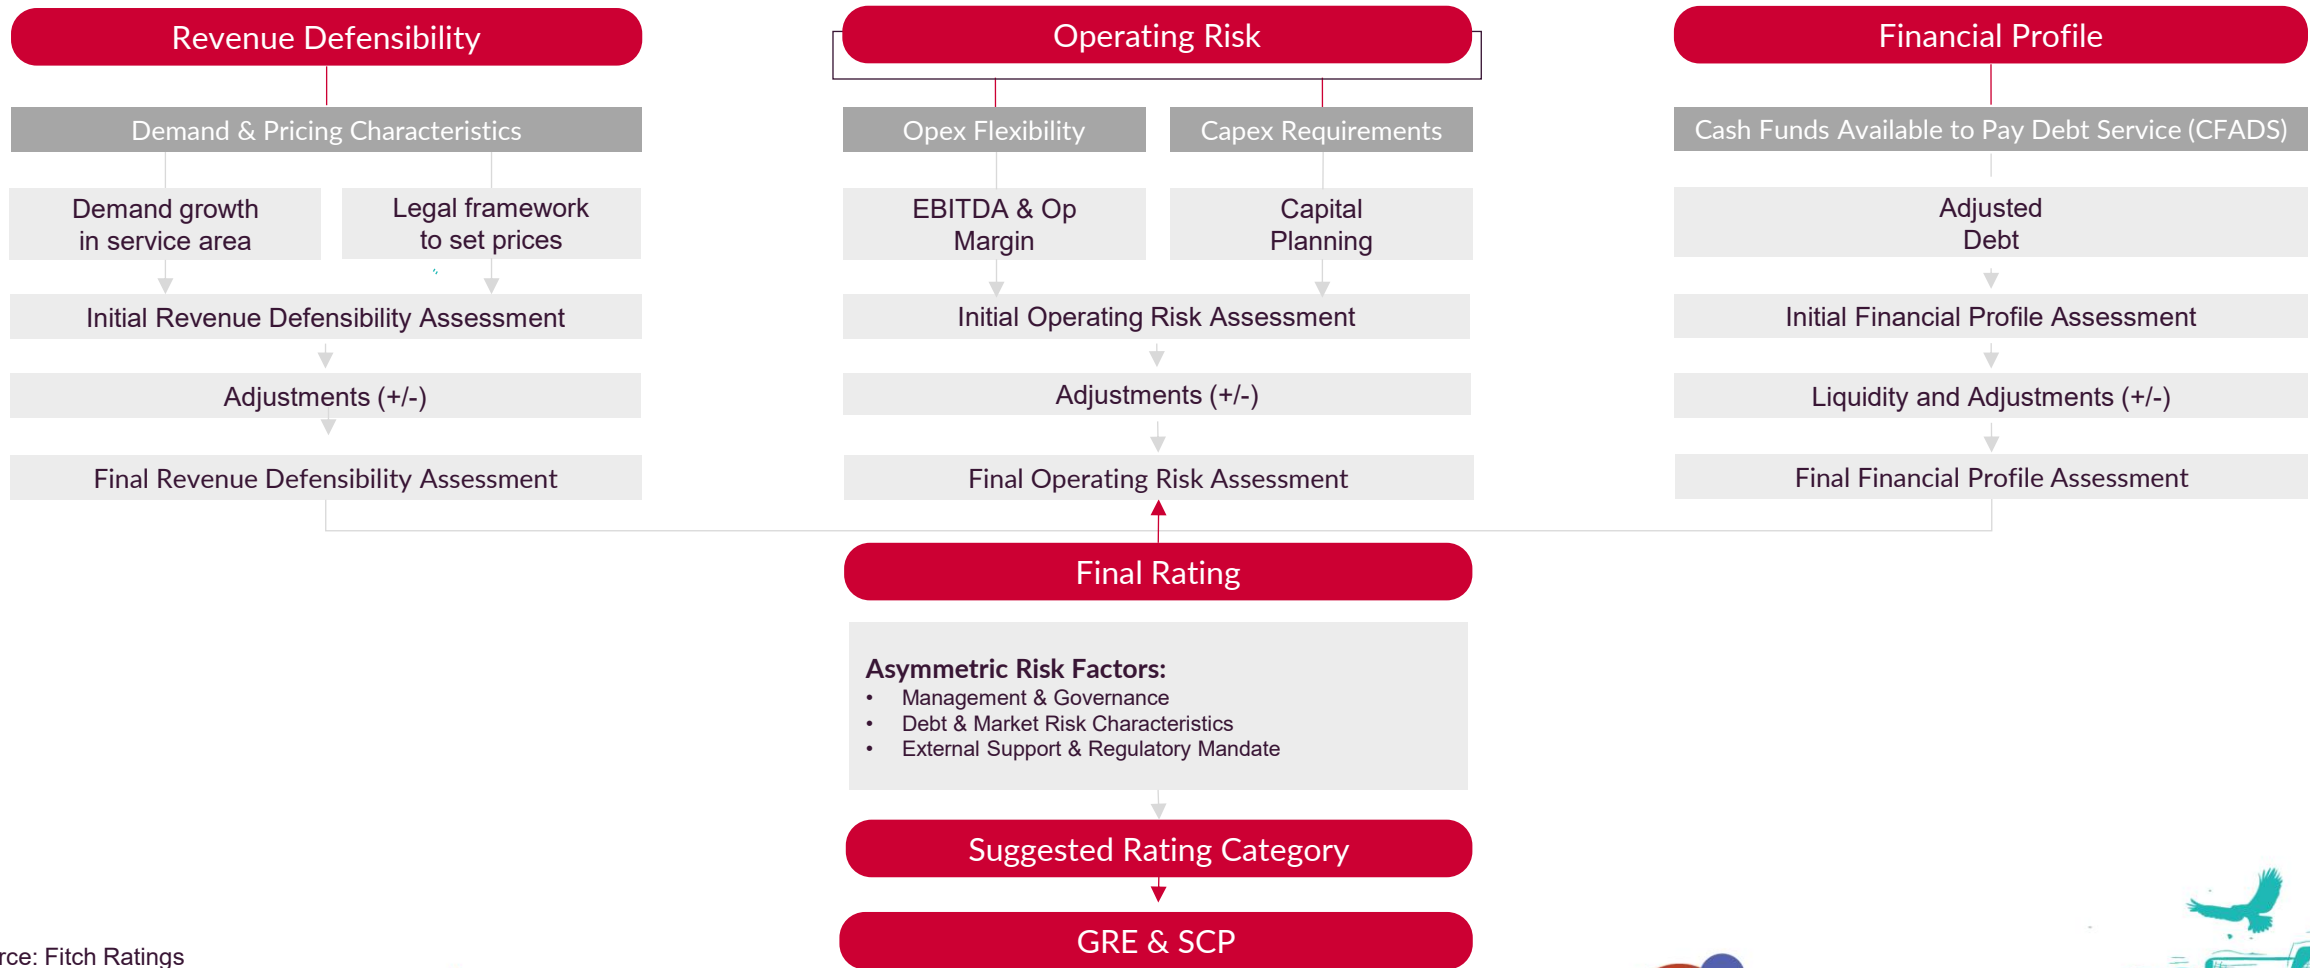 Revenue Defensibility
Operating Risk
Financial Profile
Demand & Pricing Characteristics
Opex Flexibility
Capex Requirements
Cash Funds Available to Pay Debt Service (CFADS)
Demand growth
in service area
Legal framework
to set prices
EBITDA & Op
Margin
Capital
Planning
Adjusted
Debt
Initial Revenue Defensibility Assessment
Initial Operating Risk Assessment
Initial Financial Profile Assessment
Adjustments (+/-)
Adjustments (+/-)
Liquidity and Adjustments (+/-)
Final Revenue Defensibility Assessment
Final Operating Risk Assessment
Final Financial Profile Assessment
Final Rating
Asymmetric Risk Factors:
• Management & Governance
• Debt & Market Risk Characteristics
• External Support & Regulatory Mandate
Suggested Rating Category
GRE & SCP
rce: Fitch Ratings